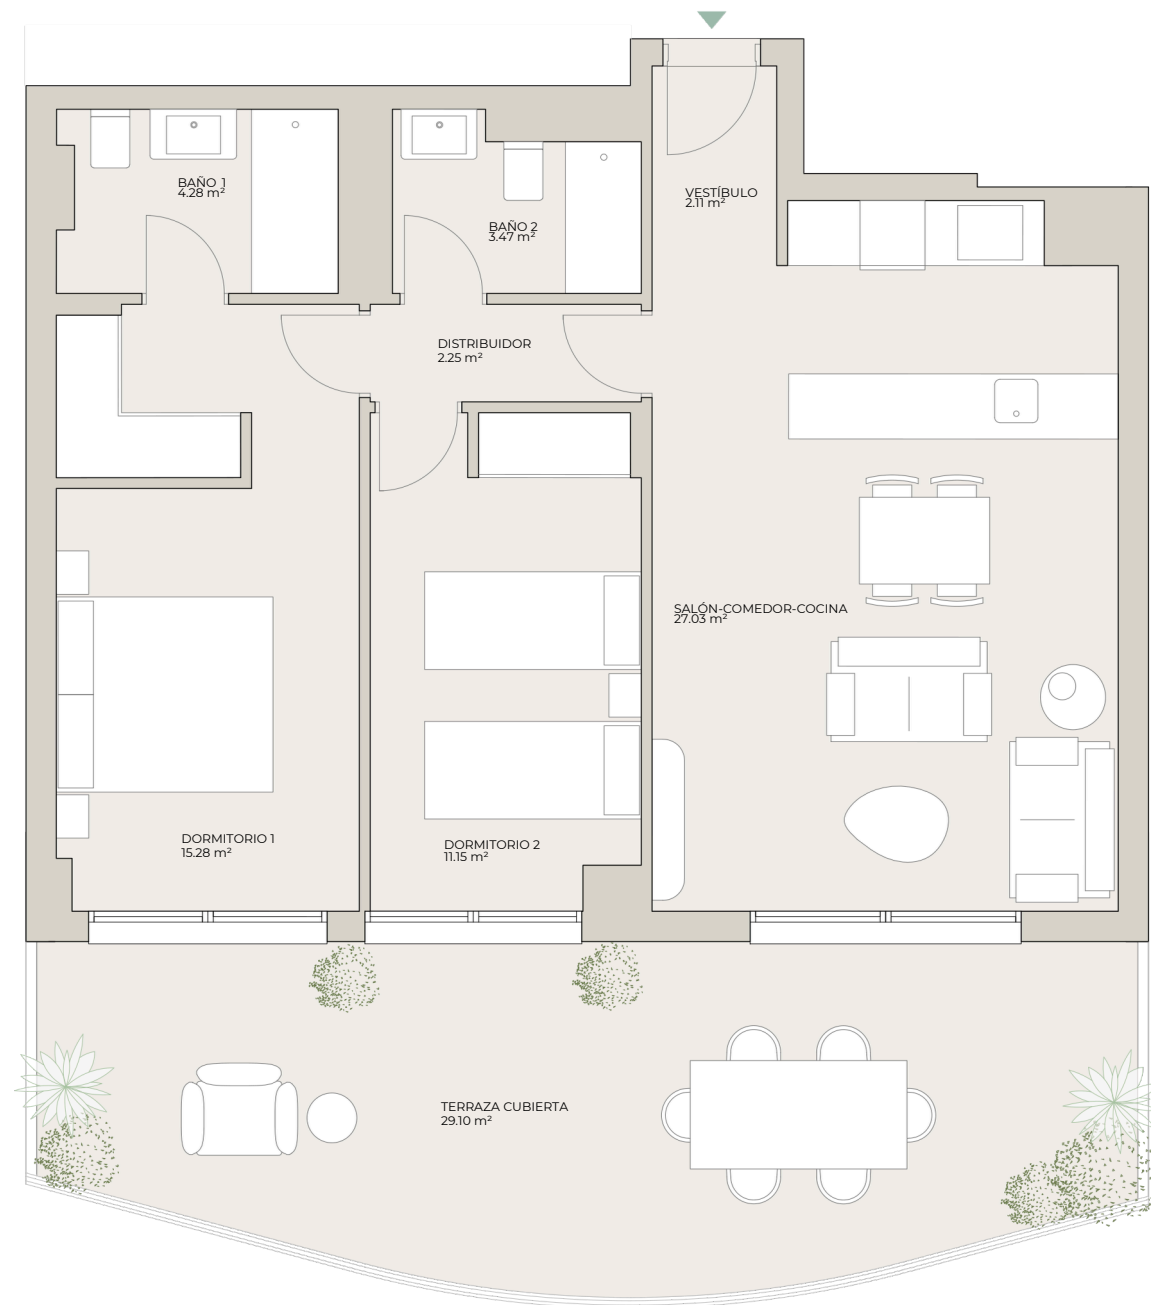 BAÑO 1
4.28 m²
VESTÍBULO
2.11 m²
BAÑO 2
3.47 m²
DISTRIBUIDOR
2.25 m²
SALÓN-COMEDOR-COCINA
27.03 m²
DORMITORIO 1
15.28 m²
DORMITORIO 2
11.15 m²
TERRAZA CUBIERTA
29.10 m²